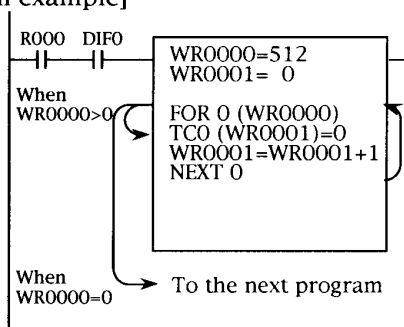 n example]
R000 DIF0
WR0000=512
WR0001= 0
When
WR0000>0
FOR 0 (WR0000)
TC0 (WR0001)=0
WR0001=WR0001+1
NEXT 0
When
WR0000=0
To the next program